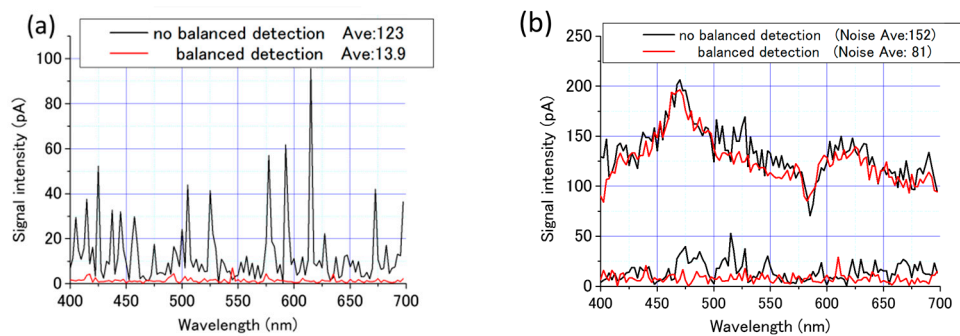 (a)
no balanced detection Ave:123
balanced detection Ave:13.9
100
80
60
40
20
0
Signal intensity (pA)
400 450 500 550 600 650 700
Wavelength (nm)
(b)
no balanced detection (Noise Ave:152)
balanced detection (Noise Ave: 81)
250
200
150
100
50
0
Signal intensity (pA)
400 450 500 550 600 650 700
Wavelength (nm)